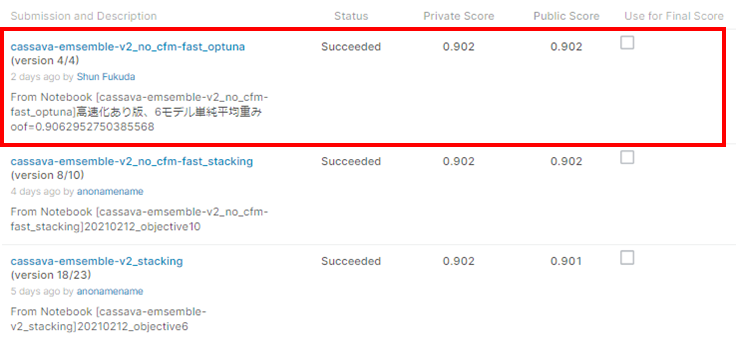 Submission and Description Status Private Score Public Score Use for Final Score
cassava-emsemble-v2_no_cfm-fast_optuna Succeeded 0.902 0.902
(version 4/4)
2 days ago by Shun Fukuda
From Notebook [cassava-emsemble-v2_no_cfm-
fast_optuna]高速化あり版、6モデル単純平均重み
oof=0.9062952750385568
cassava-emsemble-v2_no_cfm-fast_stacking Succeeded 0.902 0.902
(version 8/10)
4 days ago by anonamename
From Notebook [cassava-emsemble-v2_no_cfm-
fast_stacking]20210212_objective10
cassava-emsemble-v2_stacking Succeeded 0.902 0.901
(version 18/23)
5 days ago by anonamename
From Notebook [cassava-emsemble-
v2_stacking]20210212_objective6